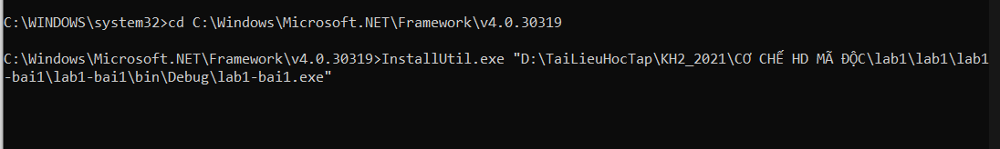 C:\WINDOWS\system32>cd C:\Windows\Microsoft.NET\Framework\v4.0.30319
C:\Windows\Microsoft.NET\Framework\v4.0.30319>InstallUtil.exe "D:\TaiLieuHocTap\KH2_2021\CƠ CHẾ HD MÃ ĐỘC\lab1\lab1\lab1
-bai1\lab1-bai1\bin\Debug\lab1-bai1.exe"